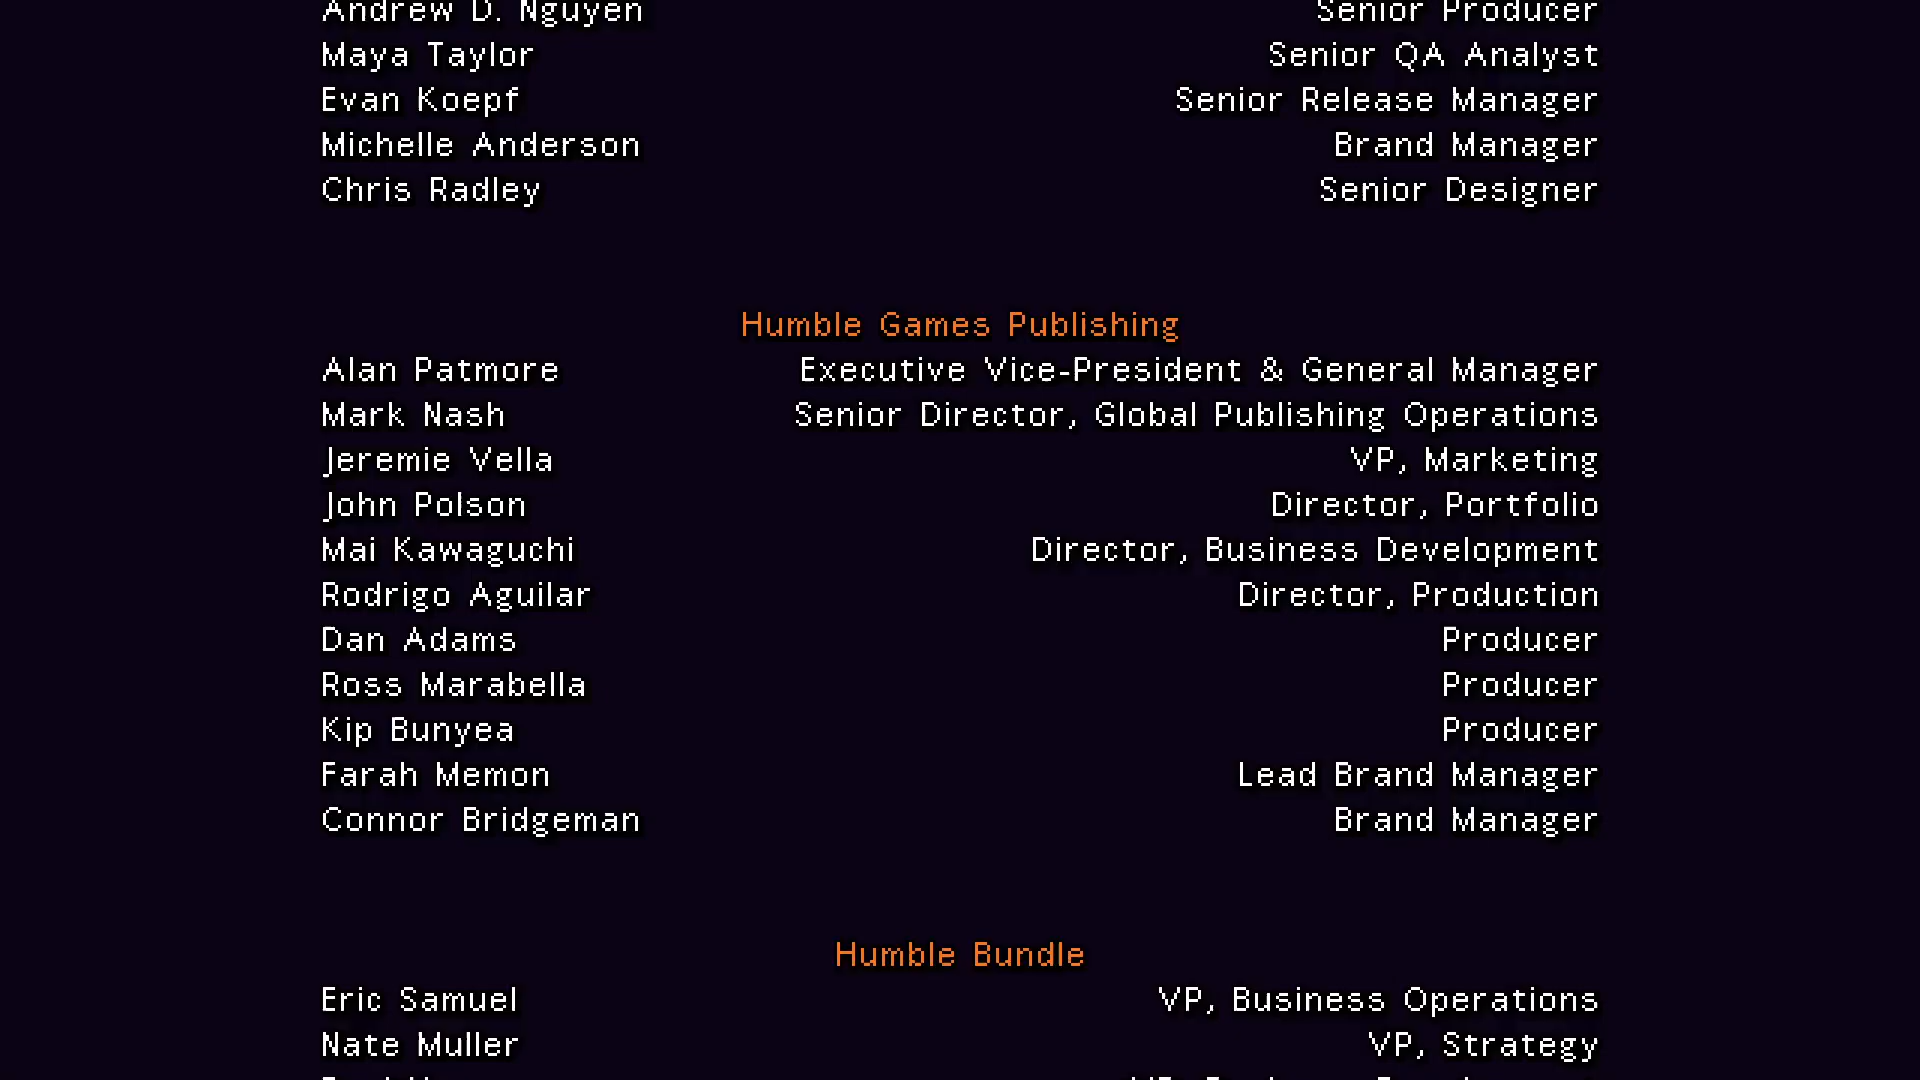 Andrew D. Nguyen Senior Producer
Maya Taylor Senior QA Analyst
Evan Koepf Senior Release Manager
Michelle Anderson Brand Manager
Chris Radley Senior Designer
Humble Games Publishing
Alan Patmore Executive Vice-President & General Manager
Mark Nash Senior Director, Global Publishing Operations
Jeremie Vella VP, Marketing
John Polson Director, Portfolio
Mai Kawaguchi Director, Business Development
Rodrigo Aguilar Director, Production
Dan Adams Producer
Ross Marabella Producer
Kip Bunyea Producer
Farah Memon Lead Brand Manager
Connor Bridgeman Brand Manager
Humble Bundle
Eric Samuel VP, Business Operations
Nate Muller VP, Strategy